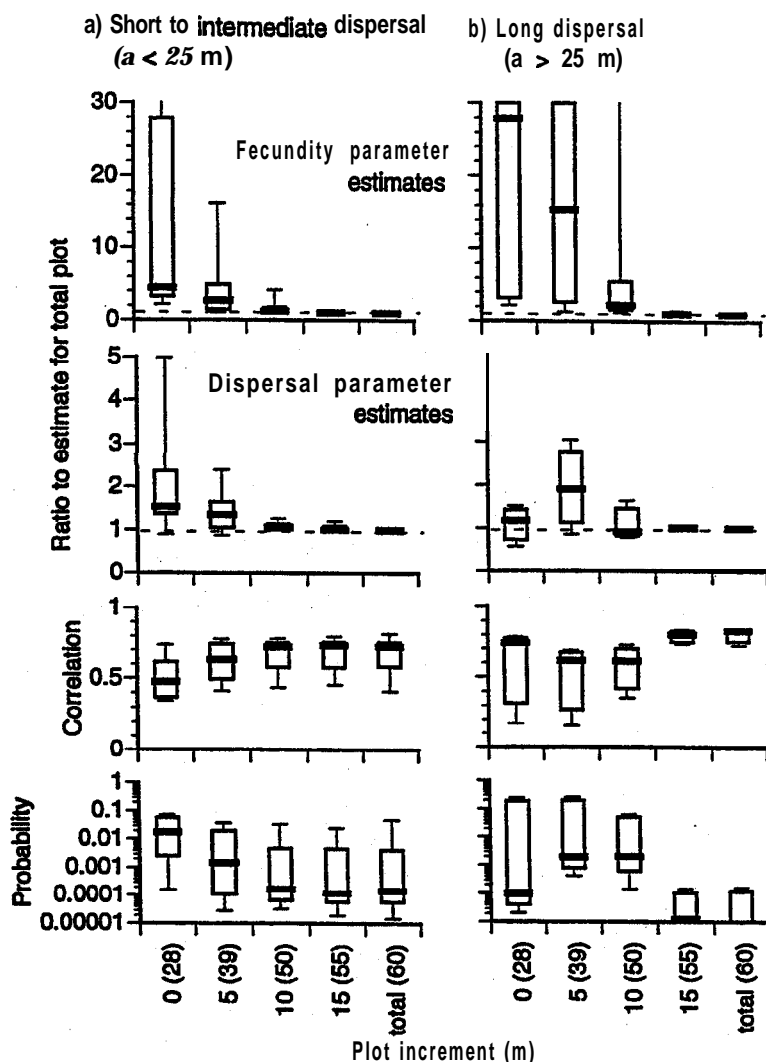 a) Short to intermediate dispersal
(a < 25 m)
b) Long dispersal
(a > 25 m)
Fecundity parameter
estimates
30
20
10
0
Ratio to estimate for total plot
Dispersal parameter
estimates
5
4
3
2
1
0
Correlation
1
0.5
0
Probability
1
0.1
0.01
0.001
0.0001
0.00001
0 (28)
5 (39)
10 (50)
15 (55)
total (60)
0 (28)
5 (39)
10 (50)
15 (55)
total (60)
Plot increment (m)